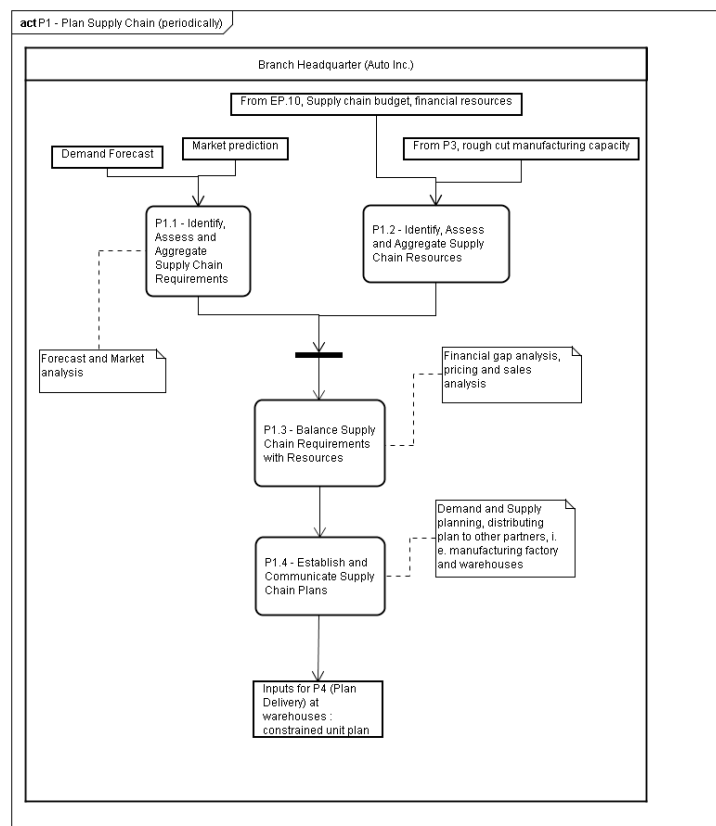 act P1 - Plan Supply Chain (periodically)
Branch Headquarter (Auto Inc.)
From EP.10, Supply chain budget, financial resources
Demand Forecast
Market prediction
From P3, rough cut manufacturing capacity
P1.1 - Identify,
Assess and
Aggregate
Supply Chain
Requirements
P1.2 - Identify, Assess
and Aggregate Supply
Chain Resources
Forecast and Market
analysis
Financial gap analysis,
pricing and sales
analysis
P1.3 - Balance Supply
Chain Requirements
with Resources
Demand and Supply
planning, distributing
plan to other partners, i.
e. manufacturing factory
and warehouses
P1.4 - Establish and
Communicate Supply
Chain Plans
Inputs for P4 (Plan
Delivery) at
warehouses :
constrained unit plan